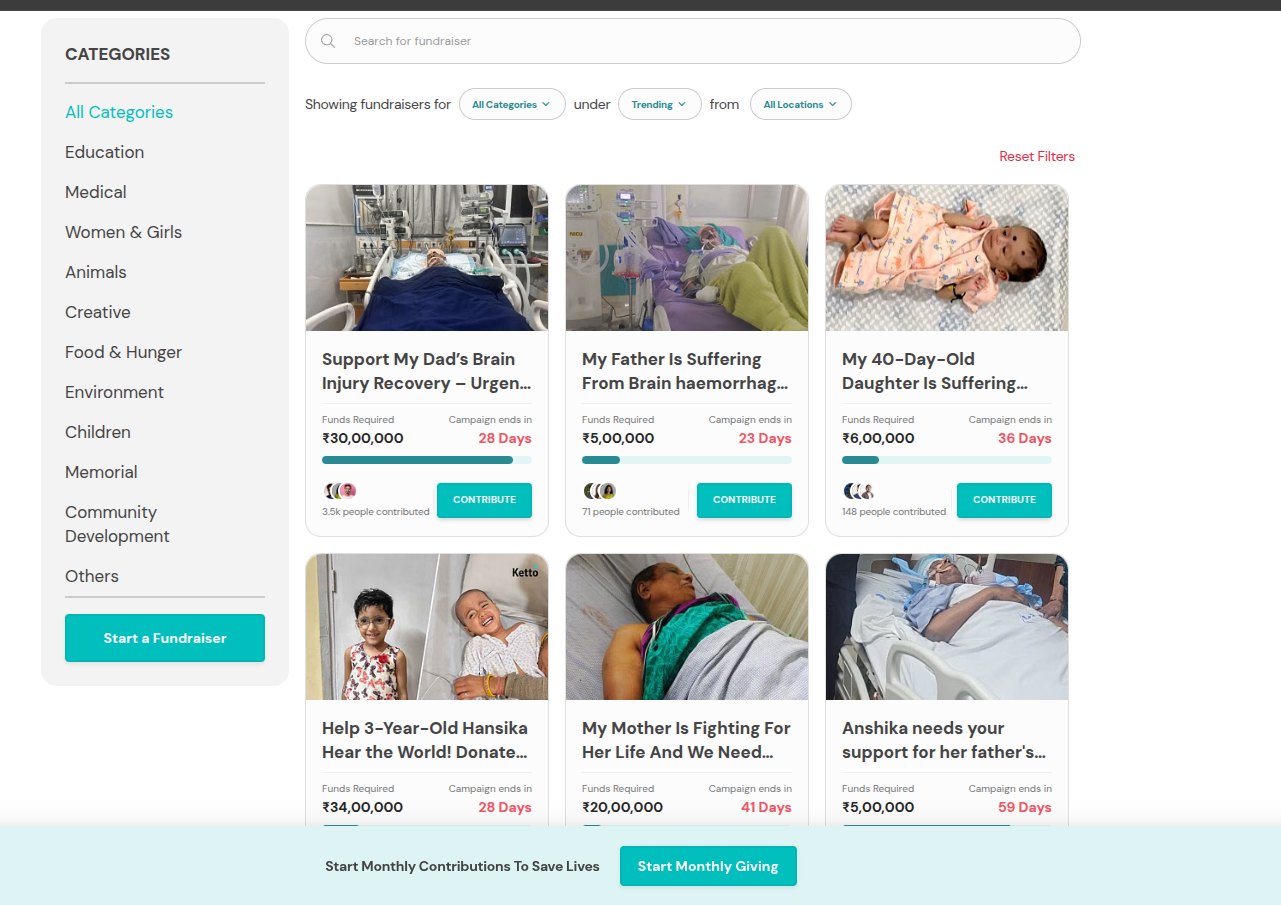 CATEGORIES
All Categories
Education
Medical
Women & Girls
Animals
Creative
Food & Hunger
Environment
Children
Memorial
Community
Development
Others
Start a Fundraiser
Search for fundraiser
Showing fundraisers for All Categories under Trending from All Locations
Reset Filters
Support My Dad’s Brain
Injury Recovery – Urgen...
Funds Required Campaign ends in
₹30,00,000 28 Days
3.5k people contributed
CONTRIBUTE
My Father Is Suffering
From Brain haemorrhag...
Funds Required Campaign ends in
₹5,00,000 23 Days
71 people contributed
CONTRIBUTE
My 40-Day-Old
Daughter Is Suffering...
Funds Required Campaign ends in
₹6,00,000 36 Days
148 people contributed
CONTRIBUTE
Ketto
Help 3-Year-Old Hansika
Hear the World! Donate...
Funds Required Campaign ends in
₹34,00,000 28 Days
My Mother Is Fighting For
Her Life And We Need...
Funds Required Campaign ends in
₹20,00,000 41 Days
Anshika needs your
support for her father's...
Funds Required Campaign ends in
₹5,00,000 59 Days
Start Monthly Contributions To Save Lives
Start Monthly Giving